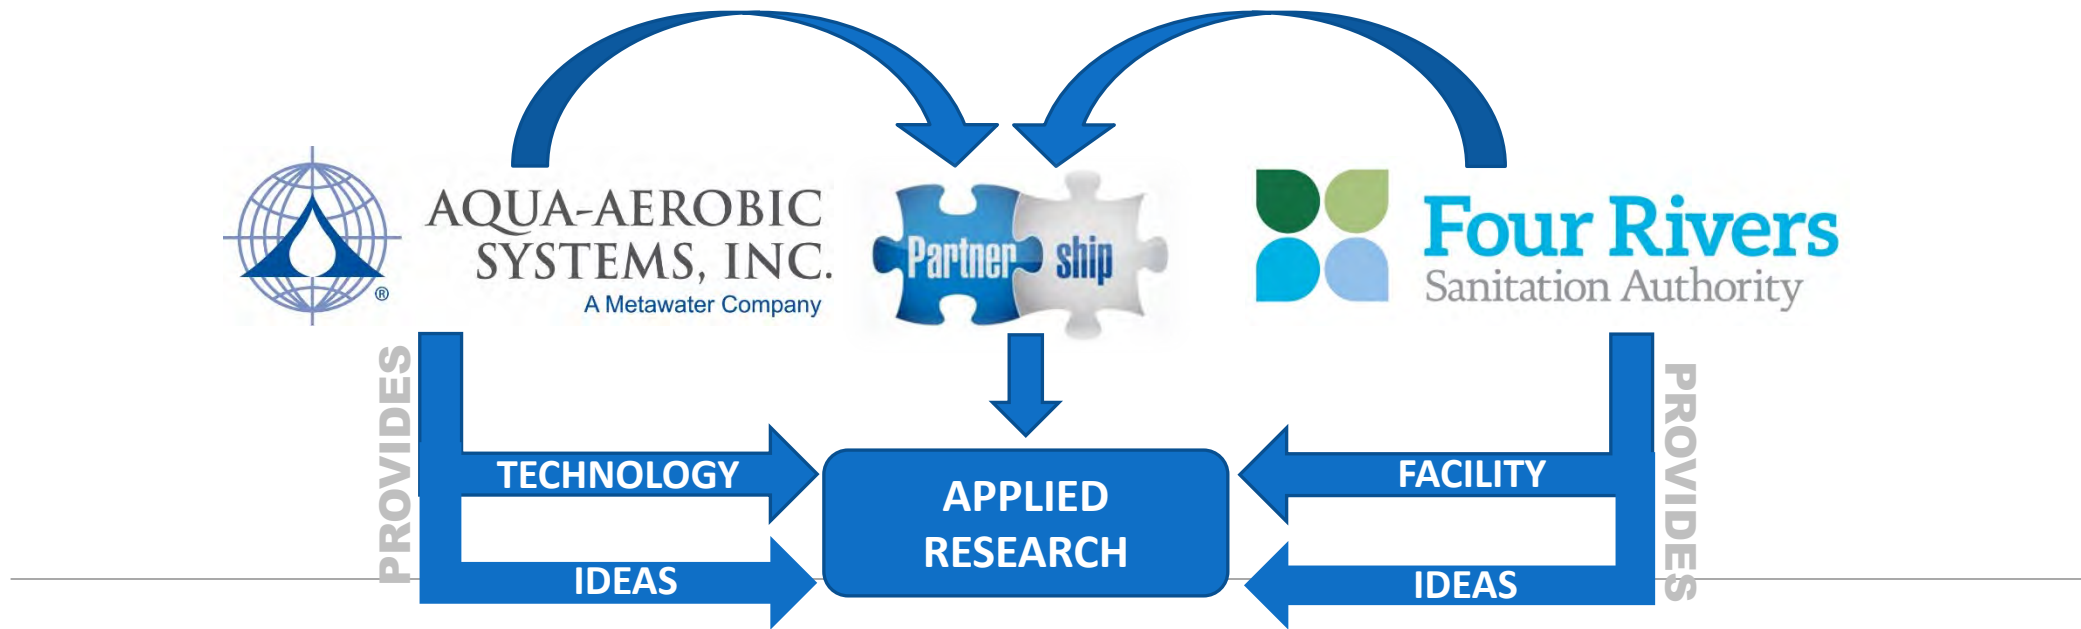 AQUA-AEROBIC
SYSTEMS, INC.
A Metawater Company
®
Partner ship
Four Rivers
Sanitation Authority
PROVIDES
PROVIDES
TECHNOLOGY
APPLIED
RESEARCH
FACILITY
IDEAS
IDEAS